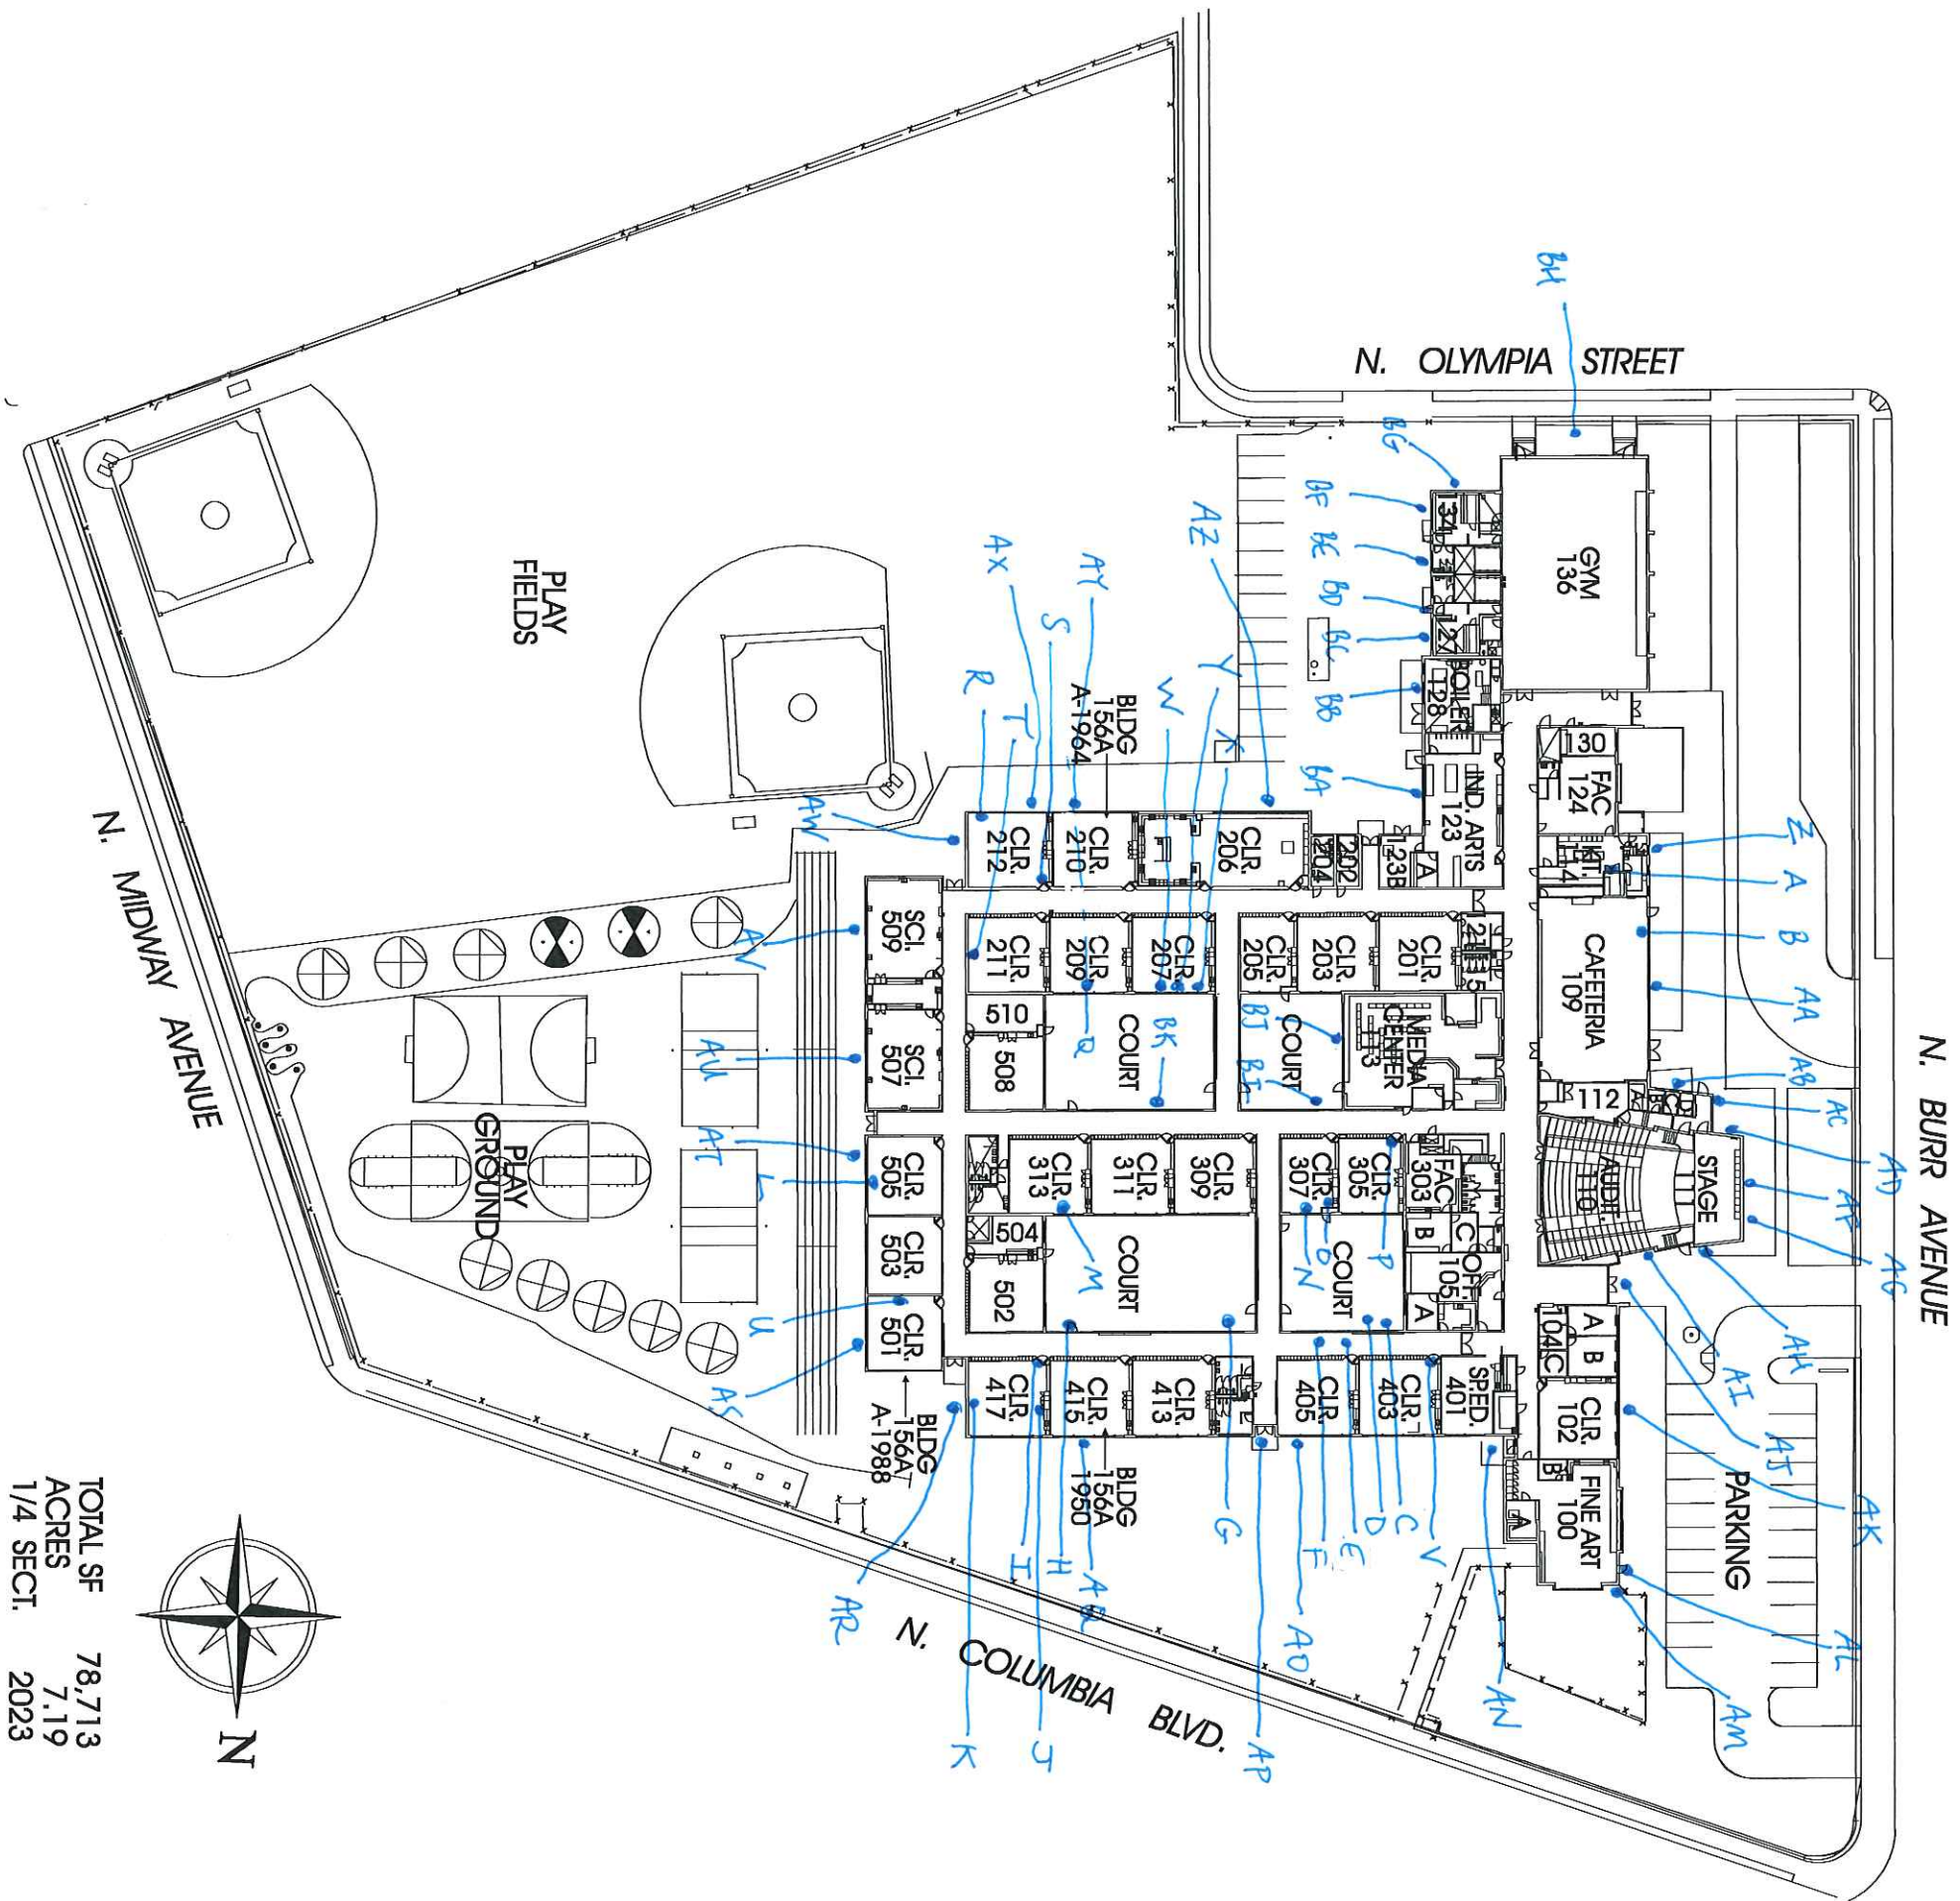 N. OLYMPIA STREET
N. BURR AVENUE
N. MIDWAY AVENUE
N. COLUMBIA BLVD.
PLAY
FIELDS
PLAY
GROUND
PARKING
GYM
136
134
127
BOILER
128
IND. ARTS
123
A
123B
130
FAC
124
KIT.
114
CAFETERIA
109
112
A
B
C
D
STAGE
111
AUDIT.
110
A
B
104
C
CLR.
102
B
FINE ART
100
A
BLDG
156A
A-1964
CLR.
212
CLR.
210
CLR.
206
204
202
CLR.
211
CLR.
209
CLR.
207
CLR.
205
CLR.
203
CLR.
201
SCI.
509
SCI.
507
510
508
COURT
COURT
MEDIA
CENTER
CLR.
505
CLR.
503
CLR.
501
CLR.
313
CLR.
311
CLR.
309
CLR.
307
CLR.
305
FAC
303
504
502
COURT
COURT
B
C
OFF.
105
A
CLR.
417
CLR.
415
CLR.
413
CLR.
405
CLR.
403
SPED.
401
BLDG
156A
A-1988
BLDG
156A
1950
BH
BG
BF
BE
BD
BC
BB
BA
AZ
AX
AY
S
Y
X
W
T
R
AW
AV
AU
AT
L
U
AS
Q
BK
BJ
BI
M
N
O
P
Z
A
B
AA
AB
AC
AD
AF
AG
AH
AI
AJ
AK
AL
AM
AN
V
C
D
E
F
G
H
I
AQ
AO
AP
J
K
AR
N
TOTAL SF 78,713
ACRES 7.19
1/4 SECT. 2023